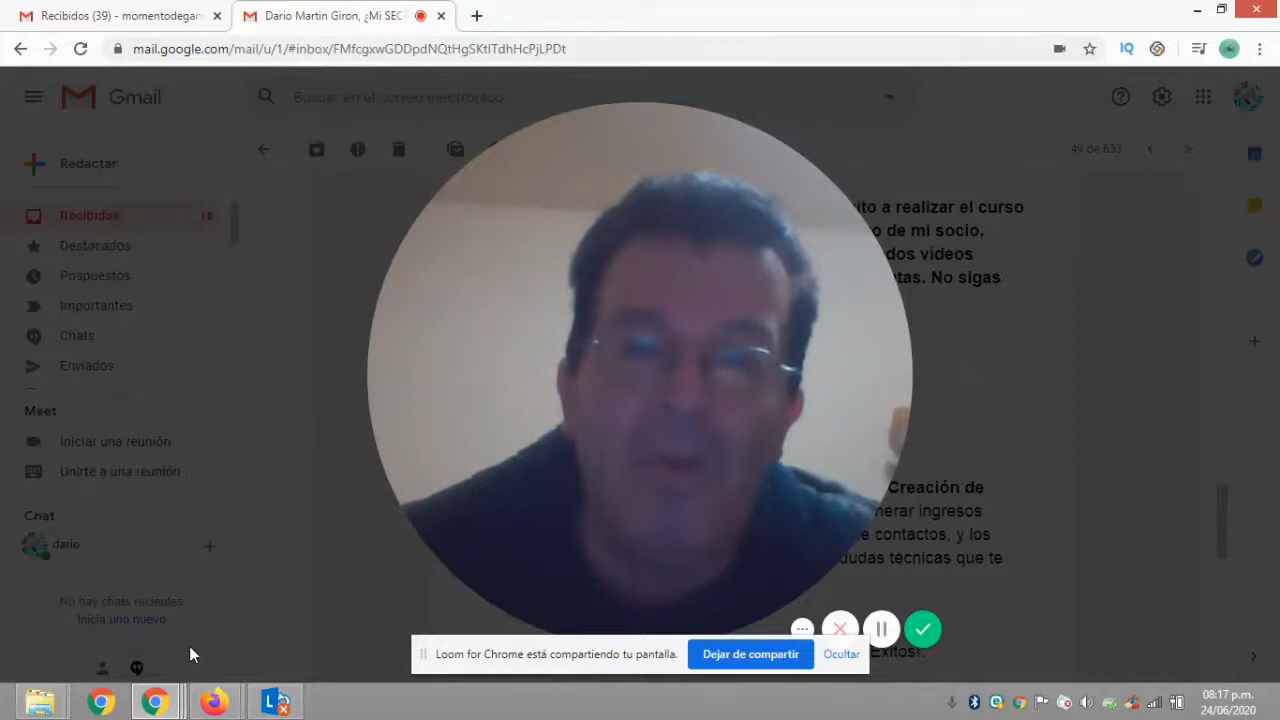 Recibidos (39) - momentodegan
Dario Martin Giron, ¿Mi SEC
mail.google.com/mail/u/1/#inbox/FMfcgxwGDDpdNQtHgSKtlTdhHcPjLPDt
IQ
Gmail
Buscar en el correo electrónico
Redactar
49 de 633
Recibidos
18
Destacados
Pospuestos
Importantes
Chats
Enviados
Meet
Iniciar una reunión
Unirte a una reunión
Chat
dario
No hay chats recientes
Inicia uno nuevo
ito a realizar el curso
o de mi socio,
dos vídeos
tas. No sigas
Creación de
nerar ingresos
e contactos, y los
dudas técnicas que te
Éxitos!.
Loom for Chrome está compartiendo tu pantalla.
Dejar de compartir
Ocultar
08:17 p.m.
24/06/2020